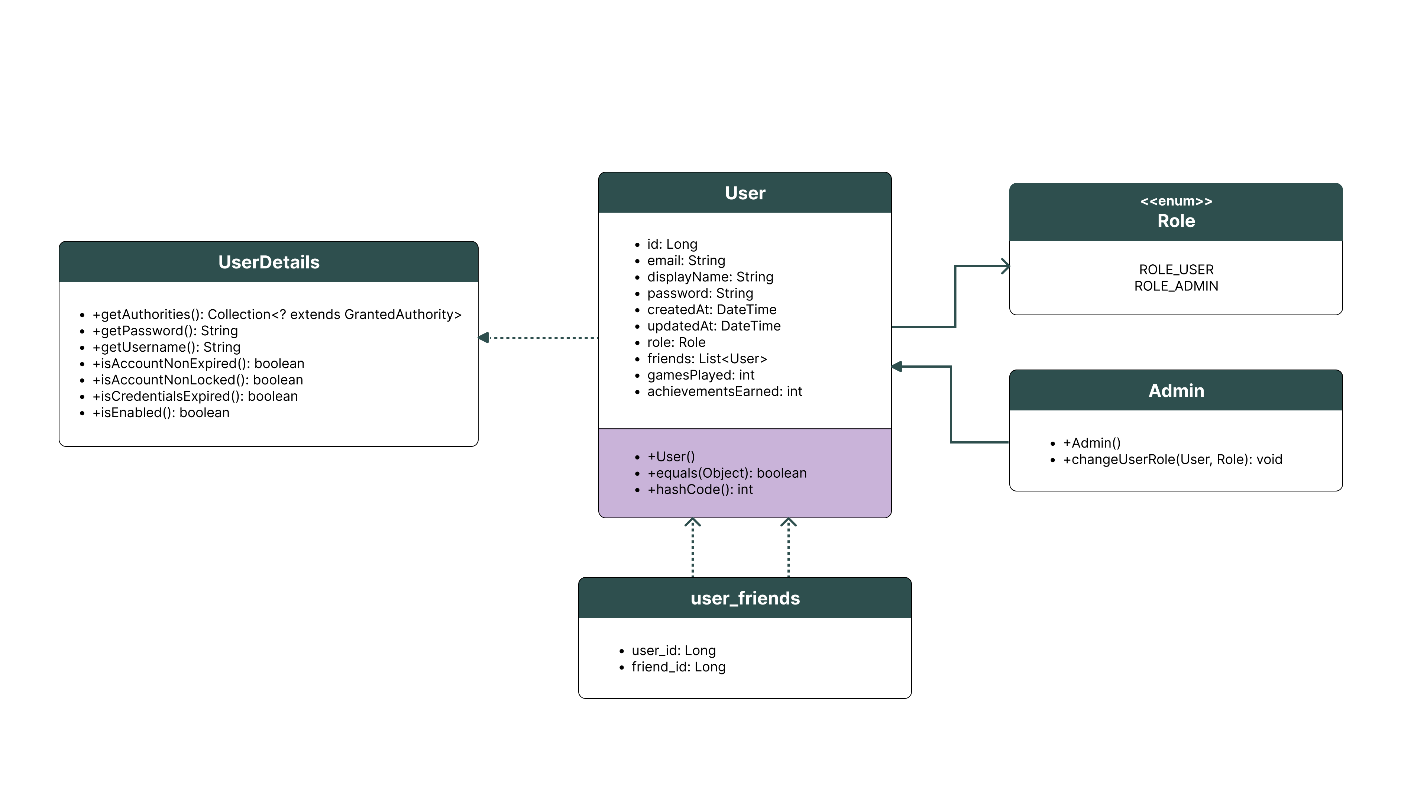 User
id: Long
email: String
displayName: String
password: String
createdAt: DateTime
updatedAt: DateTime
role: Role
friends: List<User>
gamesPlayed: int
achievementsEarned: int
+User()
+equals(Object): boolean
+hashCode(): int
<<enum>>
Role
ROLE_USER
ROLE_ADMIN
UserDetails
+getAuthorities(): Collection<? extends GrantedAuthority>
+getPassword(): String
+getUsername(): String
+isAccountNonExpired(): boolean
+isAccountNonLocked(): boolean
+isCredentialsExpired(): boolean
+isEnabled(): boolean
Admin
+Admin()
+changeUserRole(User, Role): void
user_friends
user_id: Long
friend_id: Long